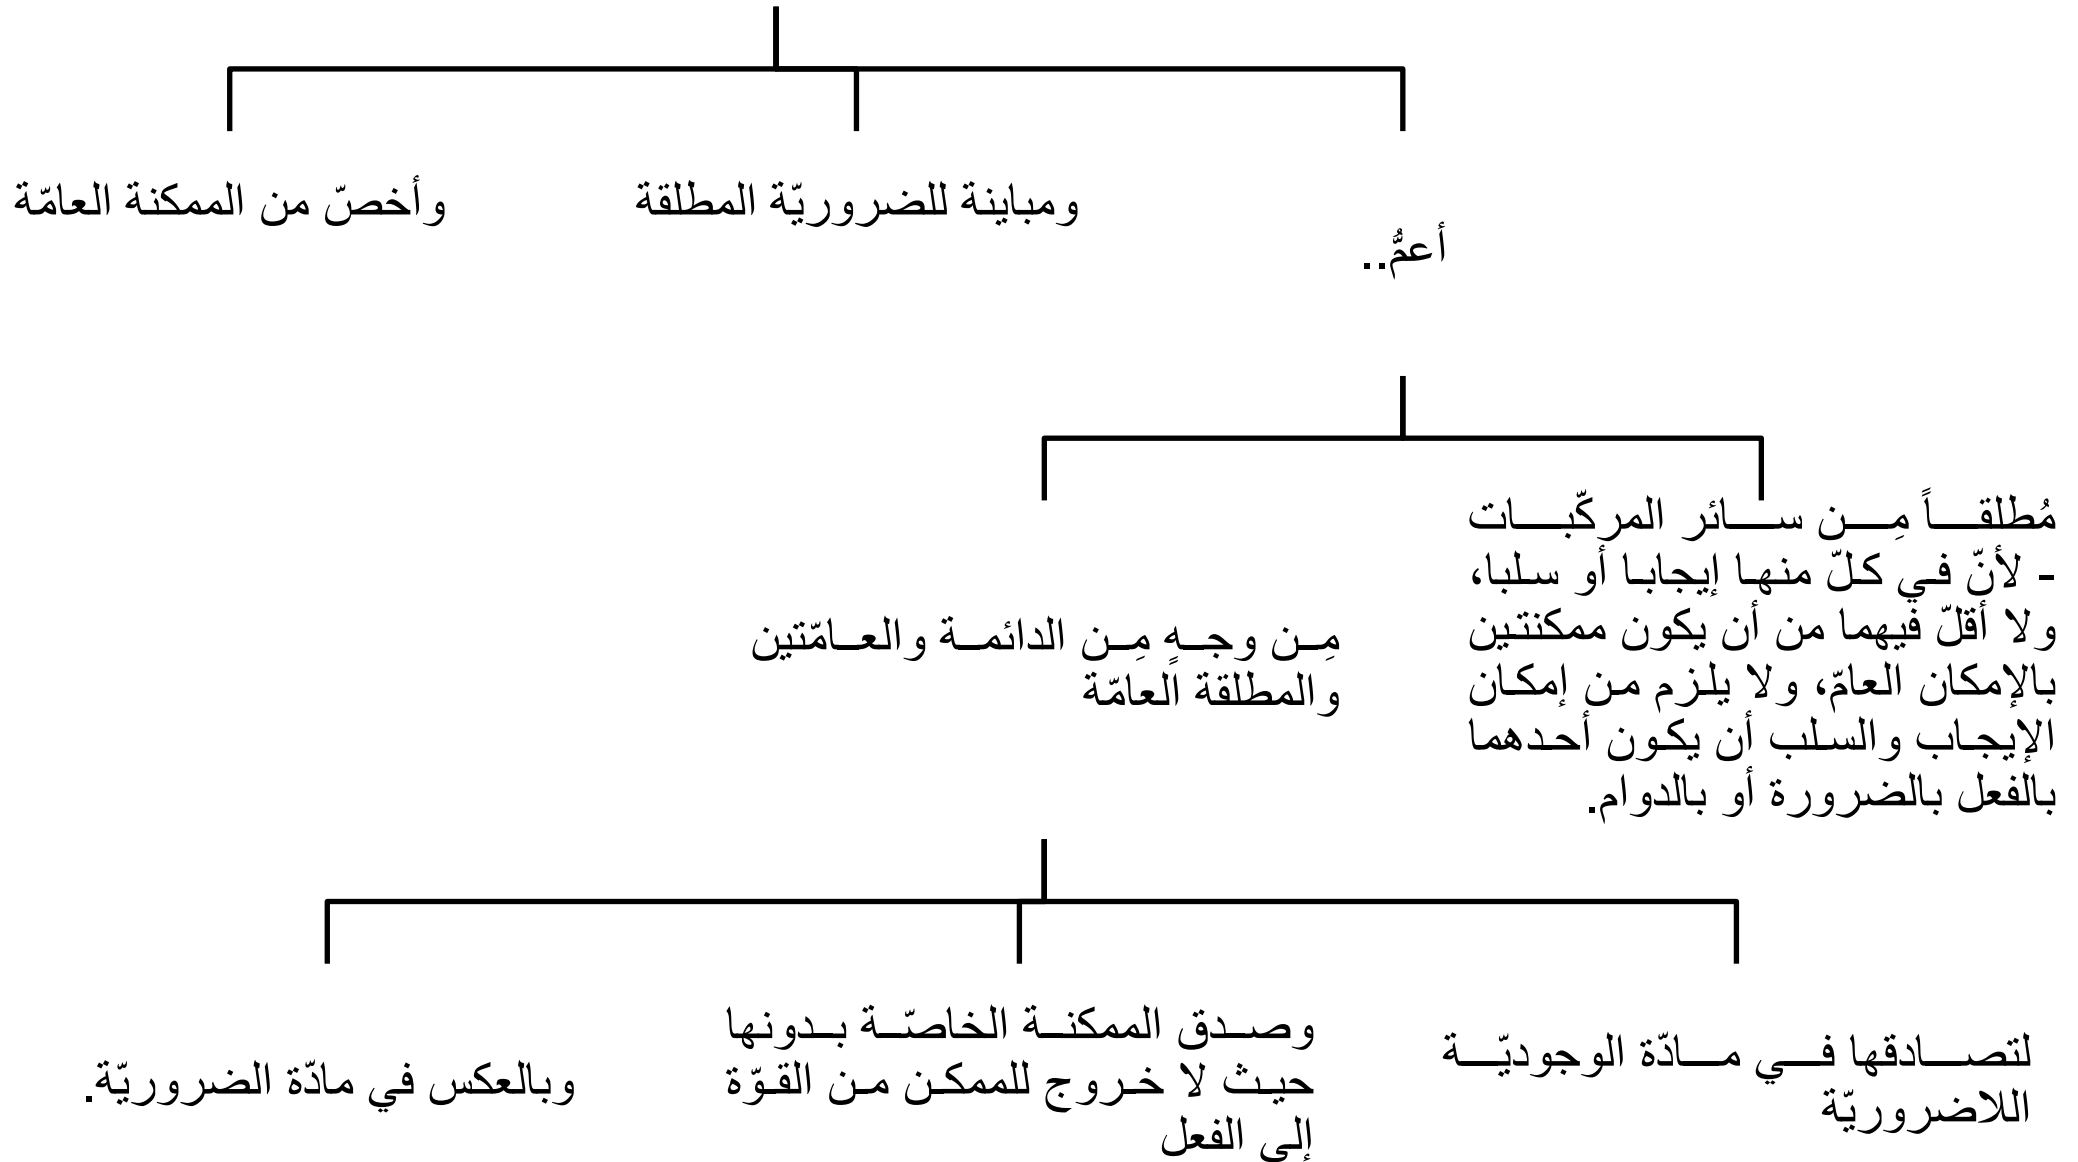 أعمُّ..
ومباينة للضروريّة المطلقة
وأخصّ من الممكنة العامّة
مُطلقاً مِن سائر المركّبات
- لأنّ في كلّ منها إيجابا أو سلبا،
ولا أقلّ فيهما من أن يكون ممكنتين
بالإمكان العامّ، ولا يلزم من إمكان
الإيجاب والسلب أن يكون أحدهما
بالفعل بالضرورة أو بالدوام.
مِن وجهٍ مِن الدائمة والعامّتين
والمطلقة العامّة
لتصادقها في مادّة الوجوديّة
اللاضروريّة
وصدق الممكنة الخاصّة بدونها
حيث لا خروج للممكن من القوّة
إلى الفعل
وبالعكس في مادّة الضروريّة.